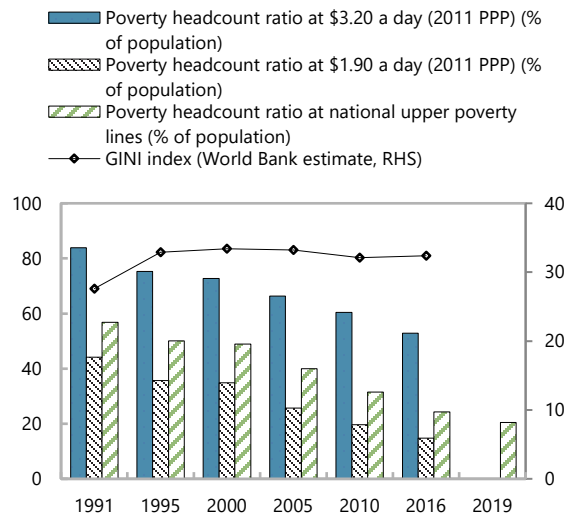 Poverty headcount ratio at $3.20 a day (2011 PPP) (%
of population)
Poverty headcount ratio at $1.90 a day (2011 PPP) (%
of population)
Poverty headcount ratio at national upper poverty
lines (% of population)
GINI index (World Bank estimate, RHS)
100 40
80
30
60
20
40
10
20
0 0
1991 1995 2000 2005 2010 2016 2019